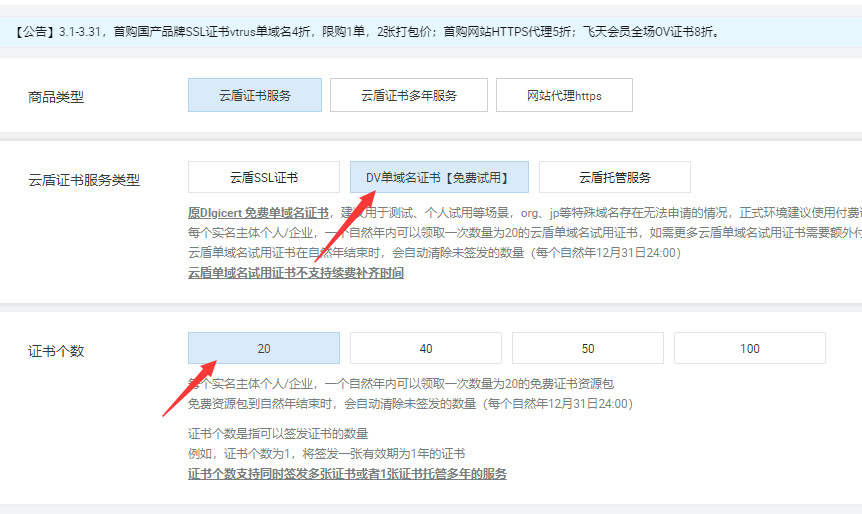 【公告】3.1-3.31，首购国产品牌SSL证书vtrus单域名4折，限购1单，2张打包价；首购网站HTTPS代理5折；飞天会员全场OV证书8折。
商品类型
云盾证书服务
云盾证书多年服务
网站代理https
云盾证书服务类型
云盾SSL证书
DV单域名证书【免费试用】
云盾托管服务
原DIgicert 免费单域名证书，建议用于测试、个人试用等场景，org、jp等特殊域名存在无法申请的情况，正式环境建议使用付费
每个实名主体个人/企业，一个自然年内可以领取一次数量为20的云盾单域名试用证书，如需更多云盾单域名试用证书需要额外付
云盾单域名试用证书在自然年结束时，会自动清除未签发的数量（每个自然年12月31日24:00）
云盾单域名试用证书不支持续费补齐时间
证书个数
20
40
50
100
每个实名主体个人/企业，一个自然年内可以领取一次数量为20的免费证书资源包
免费资源包到自然年结束时，会自动清除未签发的数量（每个自然年12月31日24:00）
证书个数是指可以签发证书的数量
例如，证书个数为1，将签发一张有效期为1年的证书
证书个数支持同时签发多张证书或者1张证书托管多年的服务